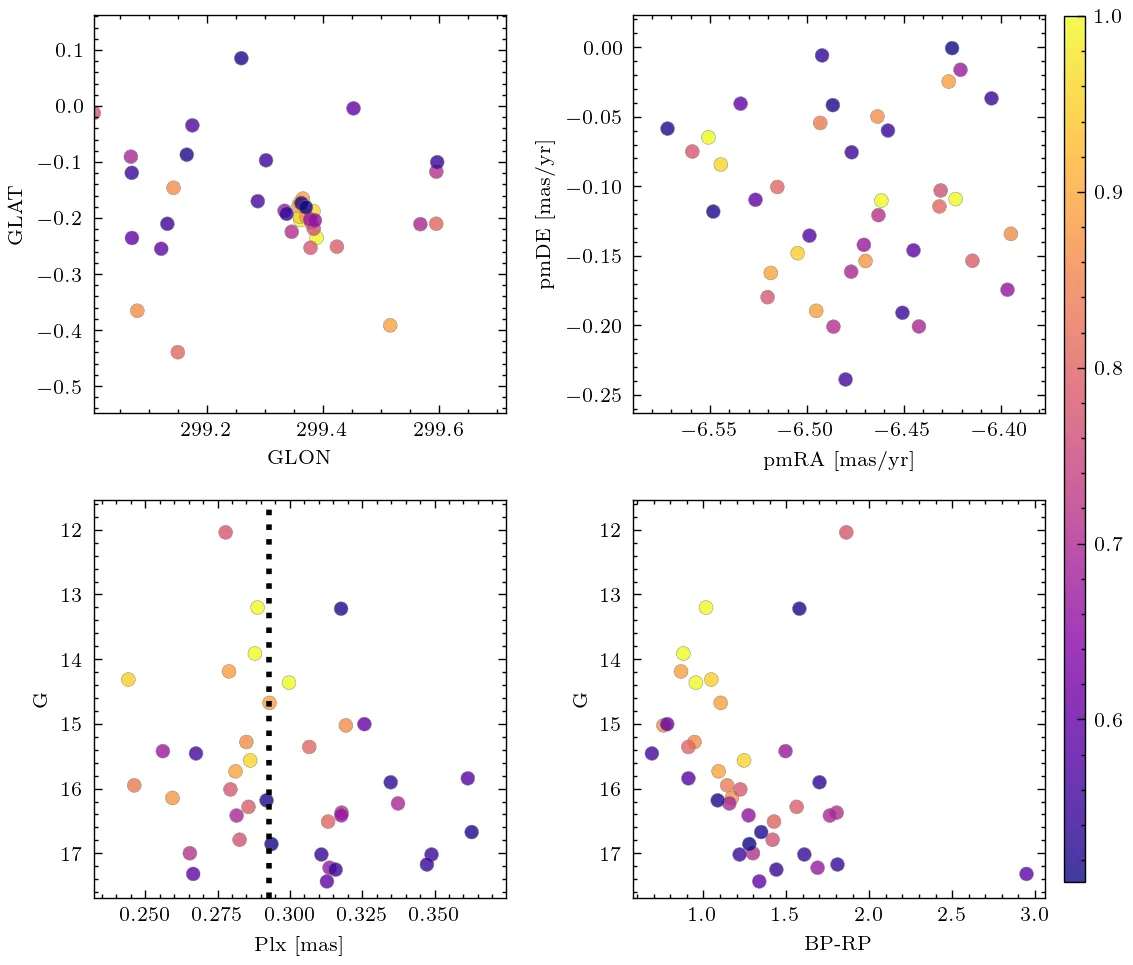 0.1
0.0
−0.1
−0.2
−0.3
−0.4
−0.5
GLAT
299.2 299.4 299.6
GLON
0.00
−0.05
−0.10
−0.15
−0.20
−0.25
pmDE [mas/yr]
−6.55 −6.50 −6.45 −6.40
pmRA [mas/yr]
1.0
0.9
0.8
0.7
0.6
12
13
14
15
16
17
G
0.250 0.275 0.300 0.325 0.350
Plx [mas]
12
13
14
15
16
17
G
1.0 1.5 2.0 2.5 3.0
BP-RP